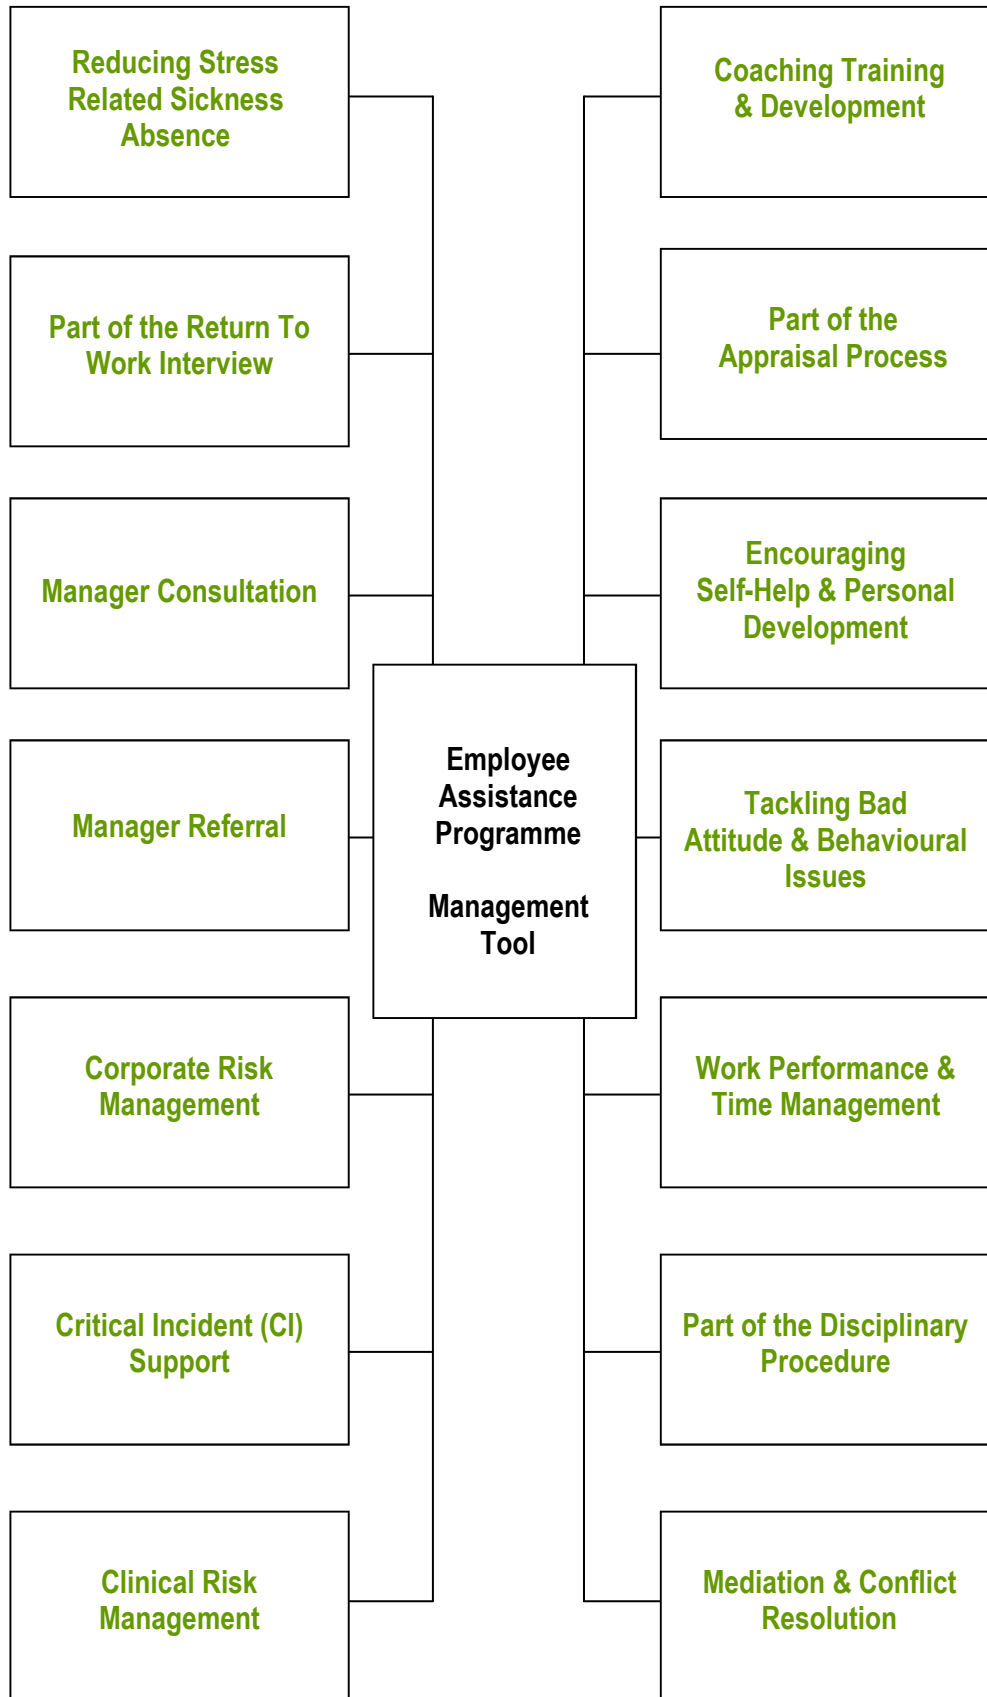 Reducing Stress
Related Sickness
Absence
Part of the Return To
Work Interview
Manager Consultation
Manager Referral
Corporate Risk
Management
Critical Incident (CI)
Support
Clinical Risk
Management
Employee
Assistance
Programme
Management
Tool
Coaching Training
& Development
Part of the
Appraisal Process
Encouraging
Self-Help & Personal
Development
Tackling Bad
Attitude & Behavioural
Issues
Work Performance &
Time Management
Part of the Disciplinary
Procedure
Mediation & Conflict
Resolution